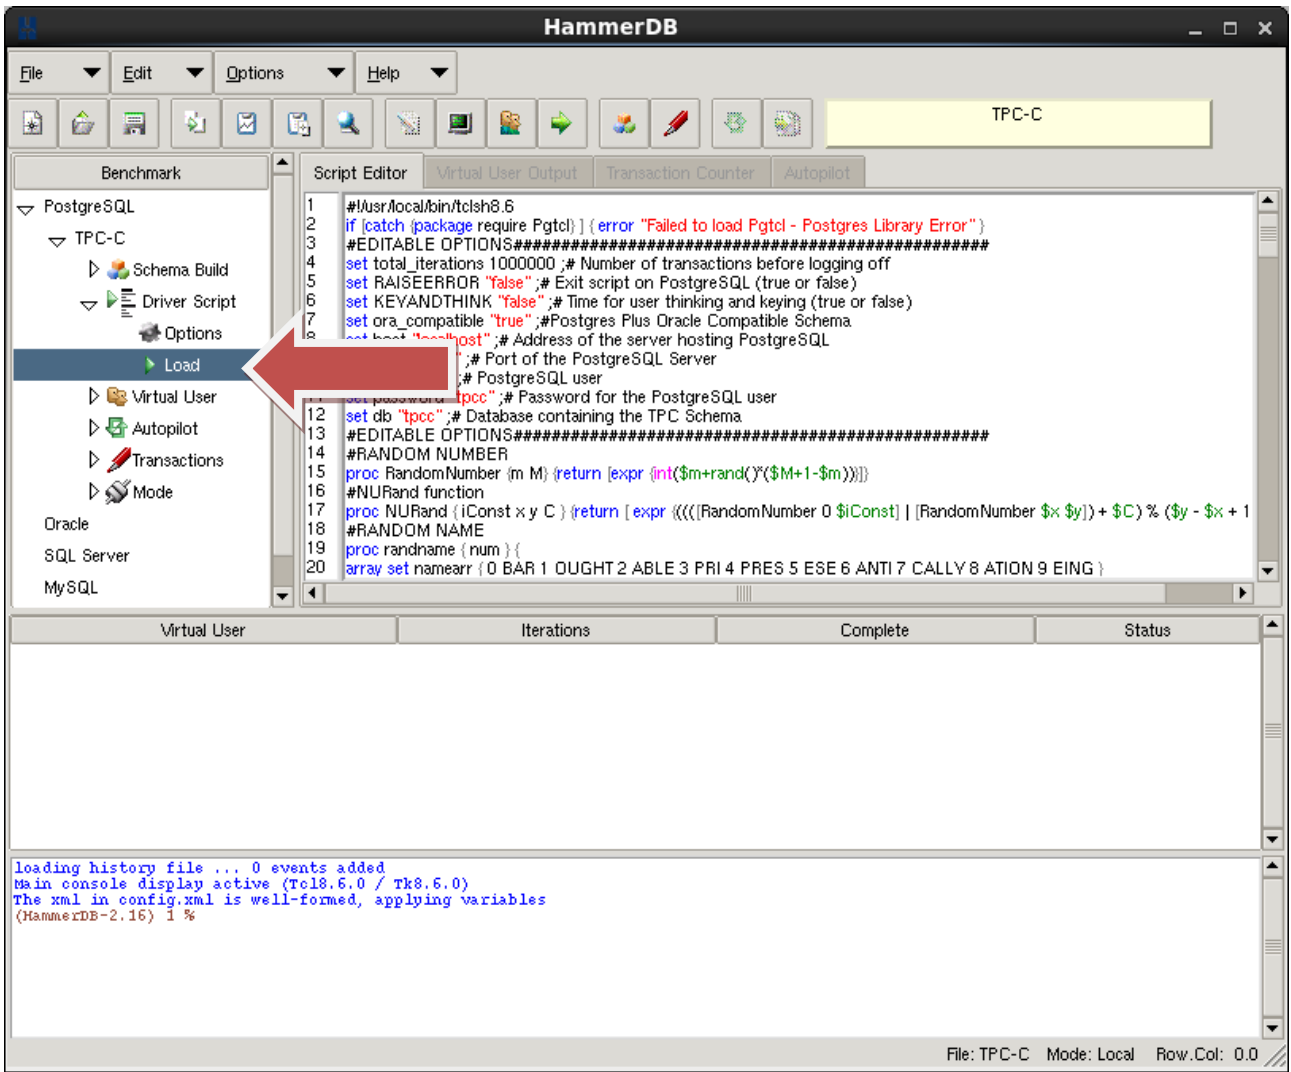 HammerDB
File Edit Options Help
TPC-C
Benchmark
PostgreSQL
TPC-C
Schema Build
Driver Script
Options
Load
Virtual User
Autopilot
Transactions
Mode
Oracle
SQL Server
MySQL
Script Editor Virtual User Output Transaction Counter Autopilot
1 #!/usr/local/bin/tclsh8.6
2 if [catch {package require Pgtcl} ] { error "Failed to load Pgtcl - Postgres Library Error" }
3 #EDITABLE OPTIONS##################################################
4 set total_iterations 1000000 ;# Number of transactions before logging off
5 set RAISEERROR "false" ;# Exit script on PostgreSQL (true or false)
6 set KEYANDTHINK "false" ;# Time for user thinking and keying (true or false)
7 set ora_compatible "true" ;#Postgres Plus Oracle Compatible Schema
8 set host "localhost" ;# Address of the server hosting PostgreSQL
" ;# Port of the PostgreSQL Server
;# PostgreSQL user
11 set password "tpcc" ;# Password for the PostgreSQL user
12 set db "tpcc" ;# Database containing the TPC Schema
13 #EDITABLE OPTIONS##################################################
14 #RANDOM NUMBER
15 proc RandomNumber {m M} {return [expr {int($m+rand()*($M+1-$m))}]}
16 #NURand function
17 proc NURand { iConst x y C } {return [ expr {(((([RandomNumber 0 $iConst] | [RandomNumber $x $y]) + $C) % ($y - $x + 1
18 #RANDOM NAME
19 proc randname { num } {
20 array set namearr { 0 BAR 1 OUGHT 2 ABLE 3 PRI 4 PRES 5 ESE 6 ANTI 7 CALLY 8 ATION 9 EING }
Virtual User Iterations Complete Status
loading history file ... 0 events added
Main console display active (Tcl8.6.0 / Tk8.6.0)
The xml in config.xml is well-formed, applying variables
(HammerDB-2.16) 1 %
File: TPC-C Mode: Local Row.Col: 0.0